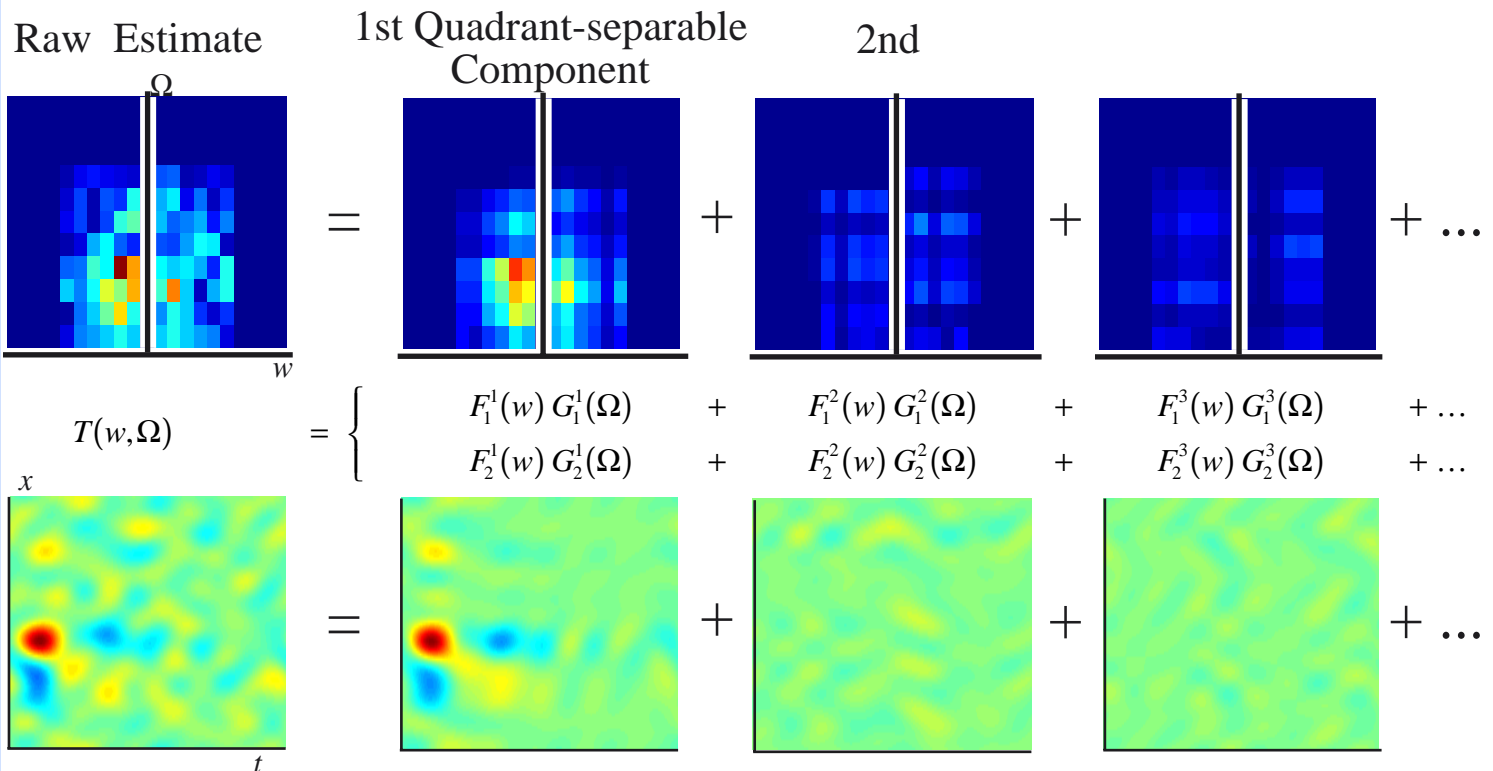 Raw Estimate
1st Quadrant-separable
Component
2nd
Ω
= + + + ...
w
T(w,Ω) = { F₁¹(w) G₁¹(Ω) + F₁²(w) G₁²(Ω) + F₁³(w) G₁³(Ω) + ...
F₂¹(w) G₂¹(Ω) + F₂²(w) G₂²(Ω) + F₂³(w) G₂³(Ω) + ...
x
= + + + ...
t